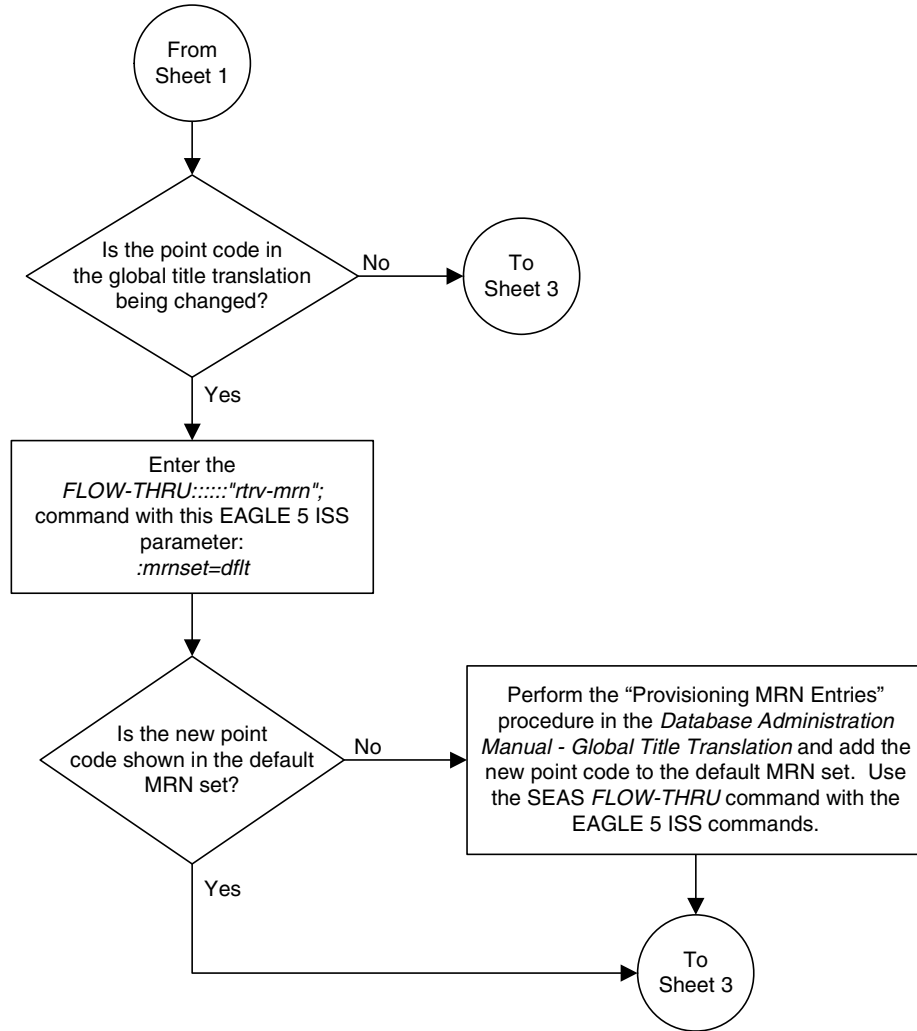 From
Sheet 1
Is the point code in
the global title translation
being changed?
No
To
Sheet 3
Yes
Enter the
FLOW-THRU::::::"rtrv-mrn";
command with this EAGLE 5 ISS
parameter:
:mrnset=dflt
Is the new point
code shown in the default
MRN set?
No
Perform the “Provisioning MRN Entries”
procedure in the Database Administration
Manual - Global Title Translation and add the
new point code to the default MRN set.  Use
the SEAS FLOW-THRU command with the
EAGLE 5 ISS commands.
Yes
To
Sheet 3